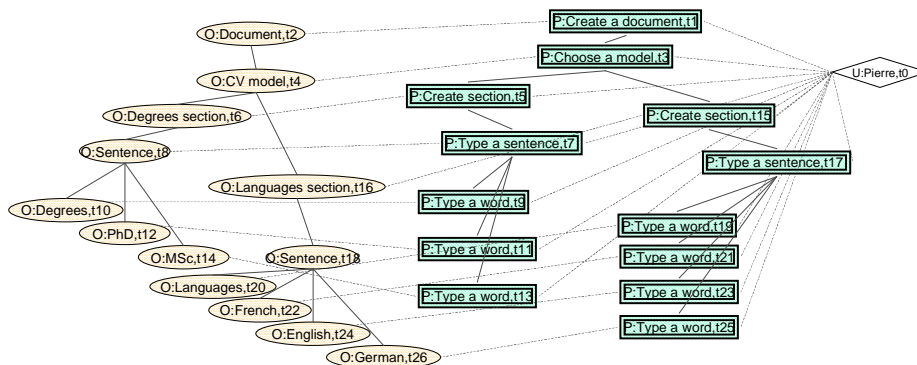 P:Create a document,t1
O:Document,t2
P:Choose a model,t3
U:Pierre,t0
O:CV model,t4
P:Create section,t5
O:Degrees section,t6
P:Create section,t15
P:Type a sentence,t7
O:Sentence,t8
P:Type a sentence,t17
O:Languages section,t16
P:Type a word,t9
O:Degrees,t10
P:Type a word,t19
O:PhD,t12
P:Type a word,t11
O:MSc,t14
O:Sentence,t18
P:Type a word,t21
O:Languages,t20
P:Type a word,t13
P:Type a word,t23
O:French,t22
P:Type a word,t25
O:English,t24
O:German,t26